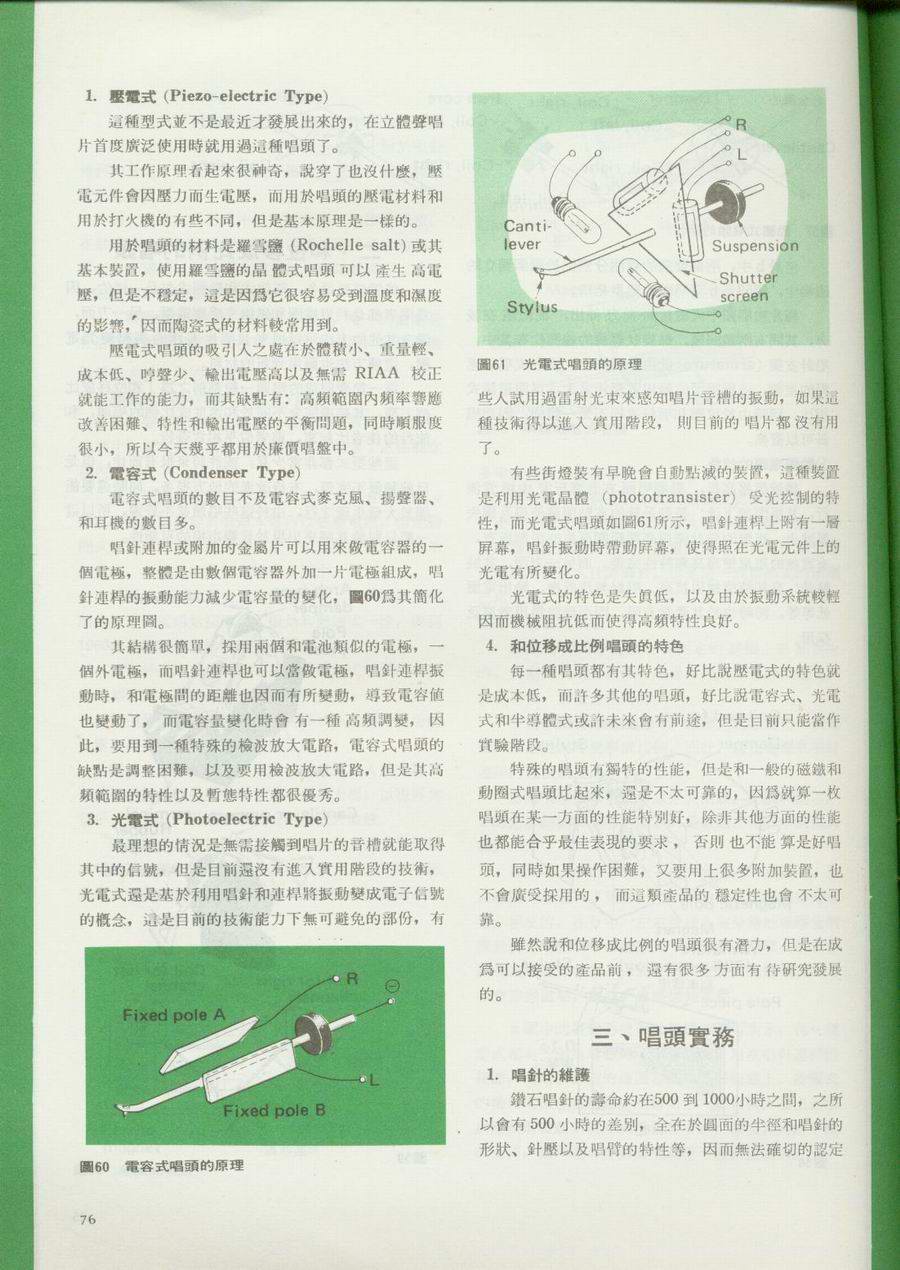 1. 壓電式 (Piezo-electric Type)
這種型式並不是最近才發展出來的，在立體聲唱
片首度廣泛使用時就用過這種唱頭了。
其工作原理看起來很神奇，說穿了也沒什麼，壓
電元件會因壓力而生電壓，而用於唱頭的壓電材料和
用於打火機的有些不同，但是基本原理是一樣的。
用於唱頭的材料是羅雪鹽 (Rochelle salt) 或其
基本裝置，使用羅雪鹽的晶 體式唱頭 可以 產生 高電
壓，但是不穩定，這是因爲它很容易受到溫度和濕度
的影響，因而陶瓷式的材料較常用到。
壓電式唱頭的吸引人之處在於體積小、重量輕、
成本低、哼聲少、輸出電壓高以及無需 RIAA 校正
就能工作的能力，而其缺點有：高頻範圍內頻率響應
改善困難、特性和輸出電壓的平衡問題，同時順服度
很小，所以今天幾乎都用於廉價唱盤中。
2. 電容式 (Condenser Type)
電容式唱頭的數目不及電容式麥克風、揚聲器、
和耳機的數目多。
唱針連桿或附加的金屬片可以用來做電容器的一
個電極，整體是由數個電容器外加一片電極組成，唱
針連桿的振動能力減少電容量的變化，圖60爲其簡化
了的原理圖。
其結構很簡單，採用兩個和電池類似的電極，一
個外電極，而唱針連桿也可以當做電極，唱針連桿振
動時，和電極間的距離也因而有所變動，導致電容値
也變動了， 而電容量變化時會 有一種 高頻調變， 因
此，要用到一種特殊的檢波放大電路，電容式唱頭的
缺點是調整困難，以及要用檢波放大電路，但是其高
頻範圍的特性以及暫態特性都很優秀。
3. 光電式 (Photoelectric Type)
最理想的情況是無需接觸到唱片的音槽就能取得
其中的信號，但是目前還沒有進入實用階段的技術，
光電式還是基於利用唱針和連桿將振動變成電子信號
的概念，這是目前的技術能力下無可避免的部份，有
R
⊖
Fixed pole A
L
Fixed pole B
圖60 電容式唱頭的原理
76
R
L
Canti-
lever
Suspension
Shutter
screen
Stylus
圖61 光電式唱頭的原理
些人試用過雷射光束來感知唱片音槽的振動，如果這
種技術得以進入 實用階段， 則目前的 唱片都 沒有用
了。
有些街燈裝有早晚會自動點滅的裝置，這種裝置
是利用光電晶體 (phototransister) 受光控制的特
性，而光電式唱頭如圖61所示，唱針連桿上附有一層
屏幕，唱針振動時帶動屏幕，使得照在光電元件上的
光電有所變化。
光電式的特色是失眞低，以及由於振動系統較輕
因而機械阻抗低而使得高頻特性良好。
4. 和位移成比例唱頭的特色
每一種唱頭都有其特色，好比說壓電式的特色就
是成本低，而許多其他的唱頭，好比說電容式、光電
式和半導體式或許未來會有前途，但是目前只能當作
實驗階段。
特殊的唱頭有獨特的性能，但是和一般的磁鐵和
動圈式唱頭比起來，還是不太可靠的，因爲就算一枚
唱頭在某一方面的性能特別好，除非其他方面的性能
也都能合乎最佳表現的要求， 否則 也不能 算是好唱
頭，同時如果操作困難，又要用上很多附加裝置，也
不會廣受採用的， 而這類產品的 穩定性也會 不太可
靠。
雖然說和位移成比例的唱頭很有潛力，但是在成
爲可以接受的產品前， 還有很多 方面有 待研究發展
的。
三、唱頭實務
1. 唱針的維護
鑽石唱針的壽命約在500 到 1000小時之間，之所
以會有 500 小時的差別，全在於圓面的半徑和唱針的
形狀、針壓以及唱臂的特性等，因而無法確切的認定